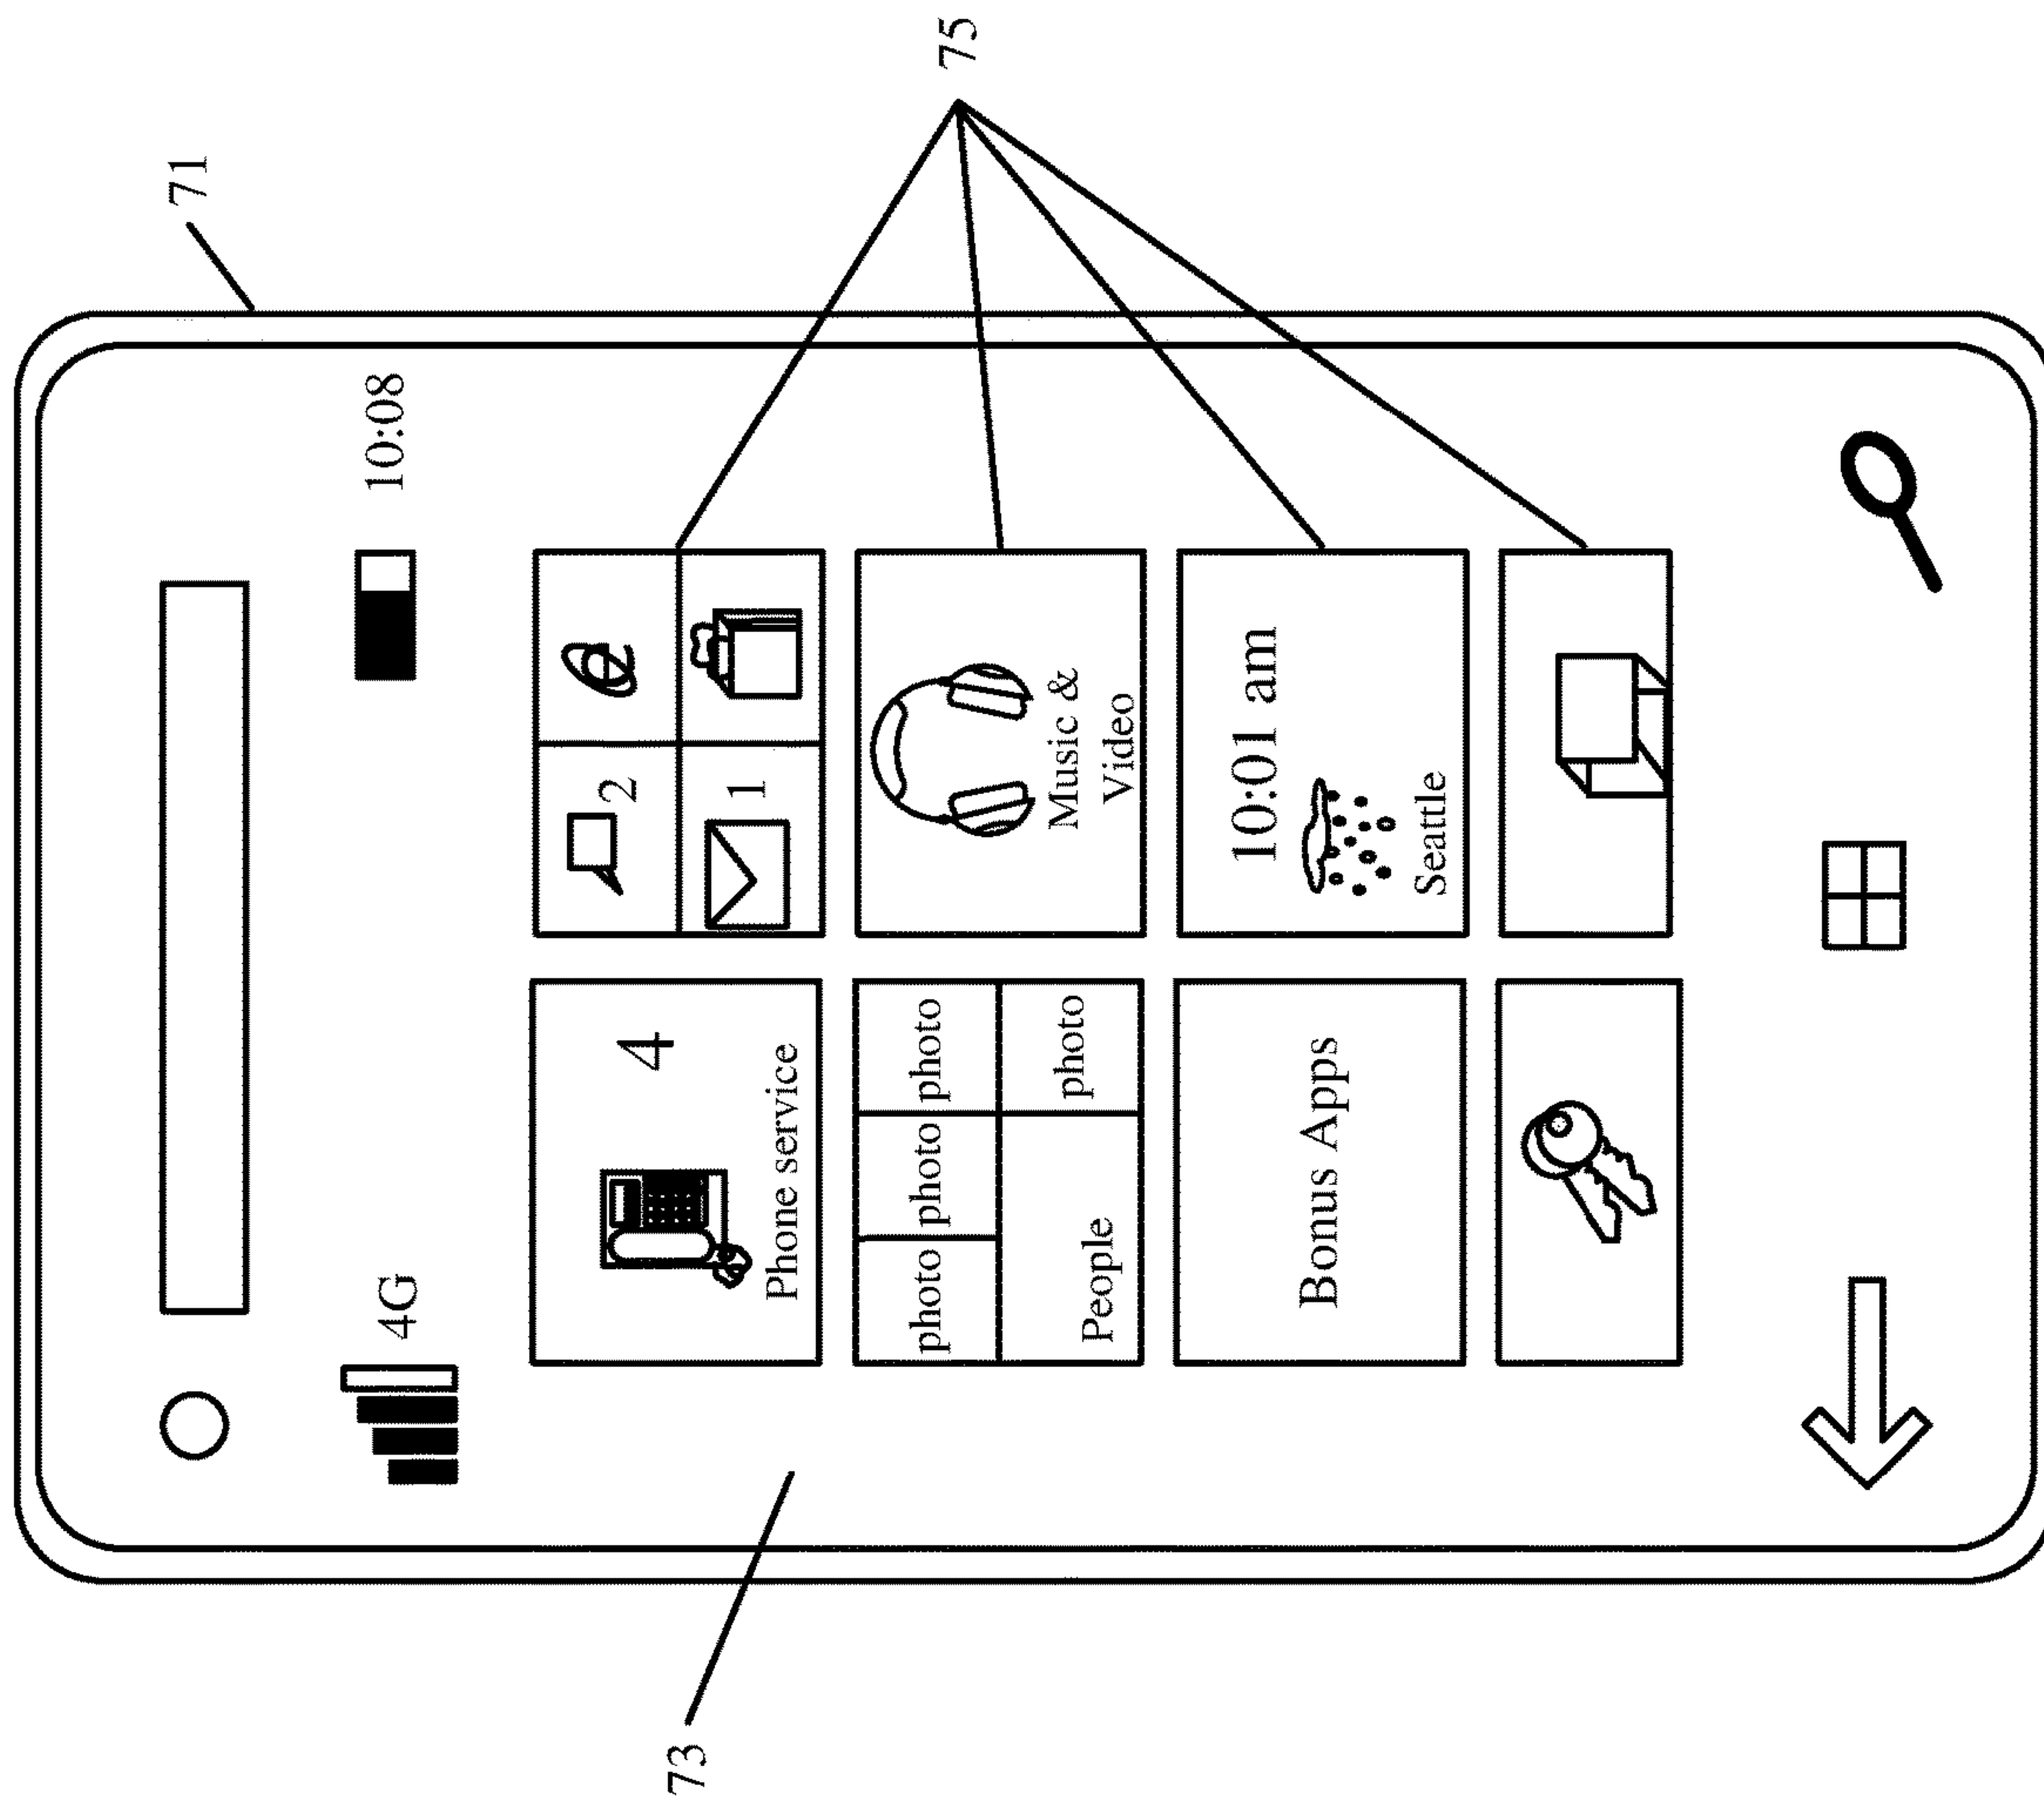 71
4G
10:08
4
Phone service
2
1
75
73
photo
photo
photo
People
photo
Music &
Video
Bonus Apps
10:01 am
Seattle